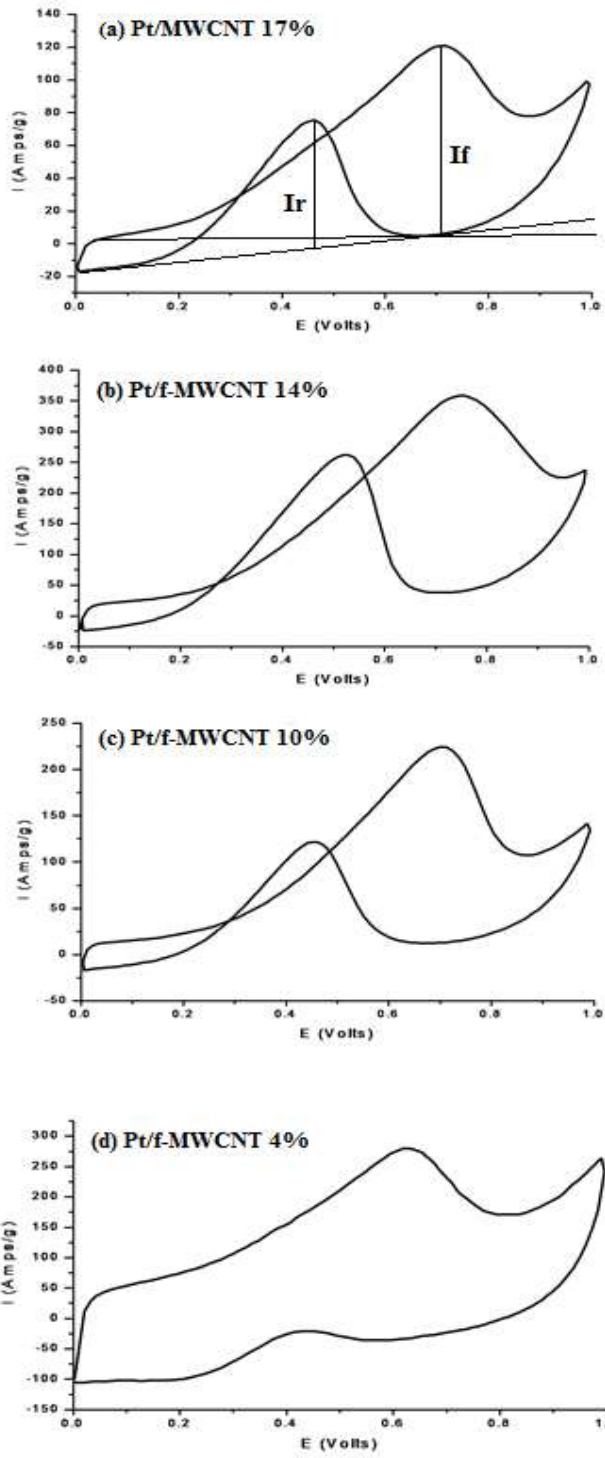 140
(a) Pt/MWCNT 17%
120
100
80
60
40
20
0
-20
I (Amps/g)
If
Ir
0.0 0.2 0.4 0.6 0.8 1.0
E (Volts)
400
(b) Pt/f-MWCNT 14%
350
300
250
200
150
100
50
0
-50
I (Amps/g)
0.0 0.2 0.4 0.6 0.8 1.0
E (Volts)
250
(c) Pt/f-MWCNT 10%
200
150
100
50
0
-50
I (Amps/g)
0.0 0.2 0.4 0.6 0.8 1.0
E (Volts)
300
(d) Pt/f-MWCNT 4%
250
200
150
100
50
0
-50
-100
-150
I (Amps/g)
0.0 0.2 0.4 0.6 0.8 1.0
E (Volts)